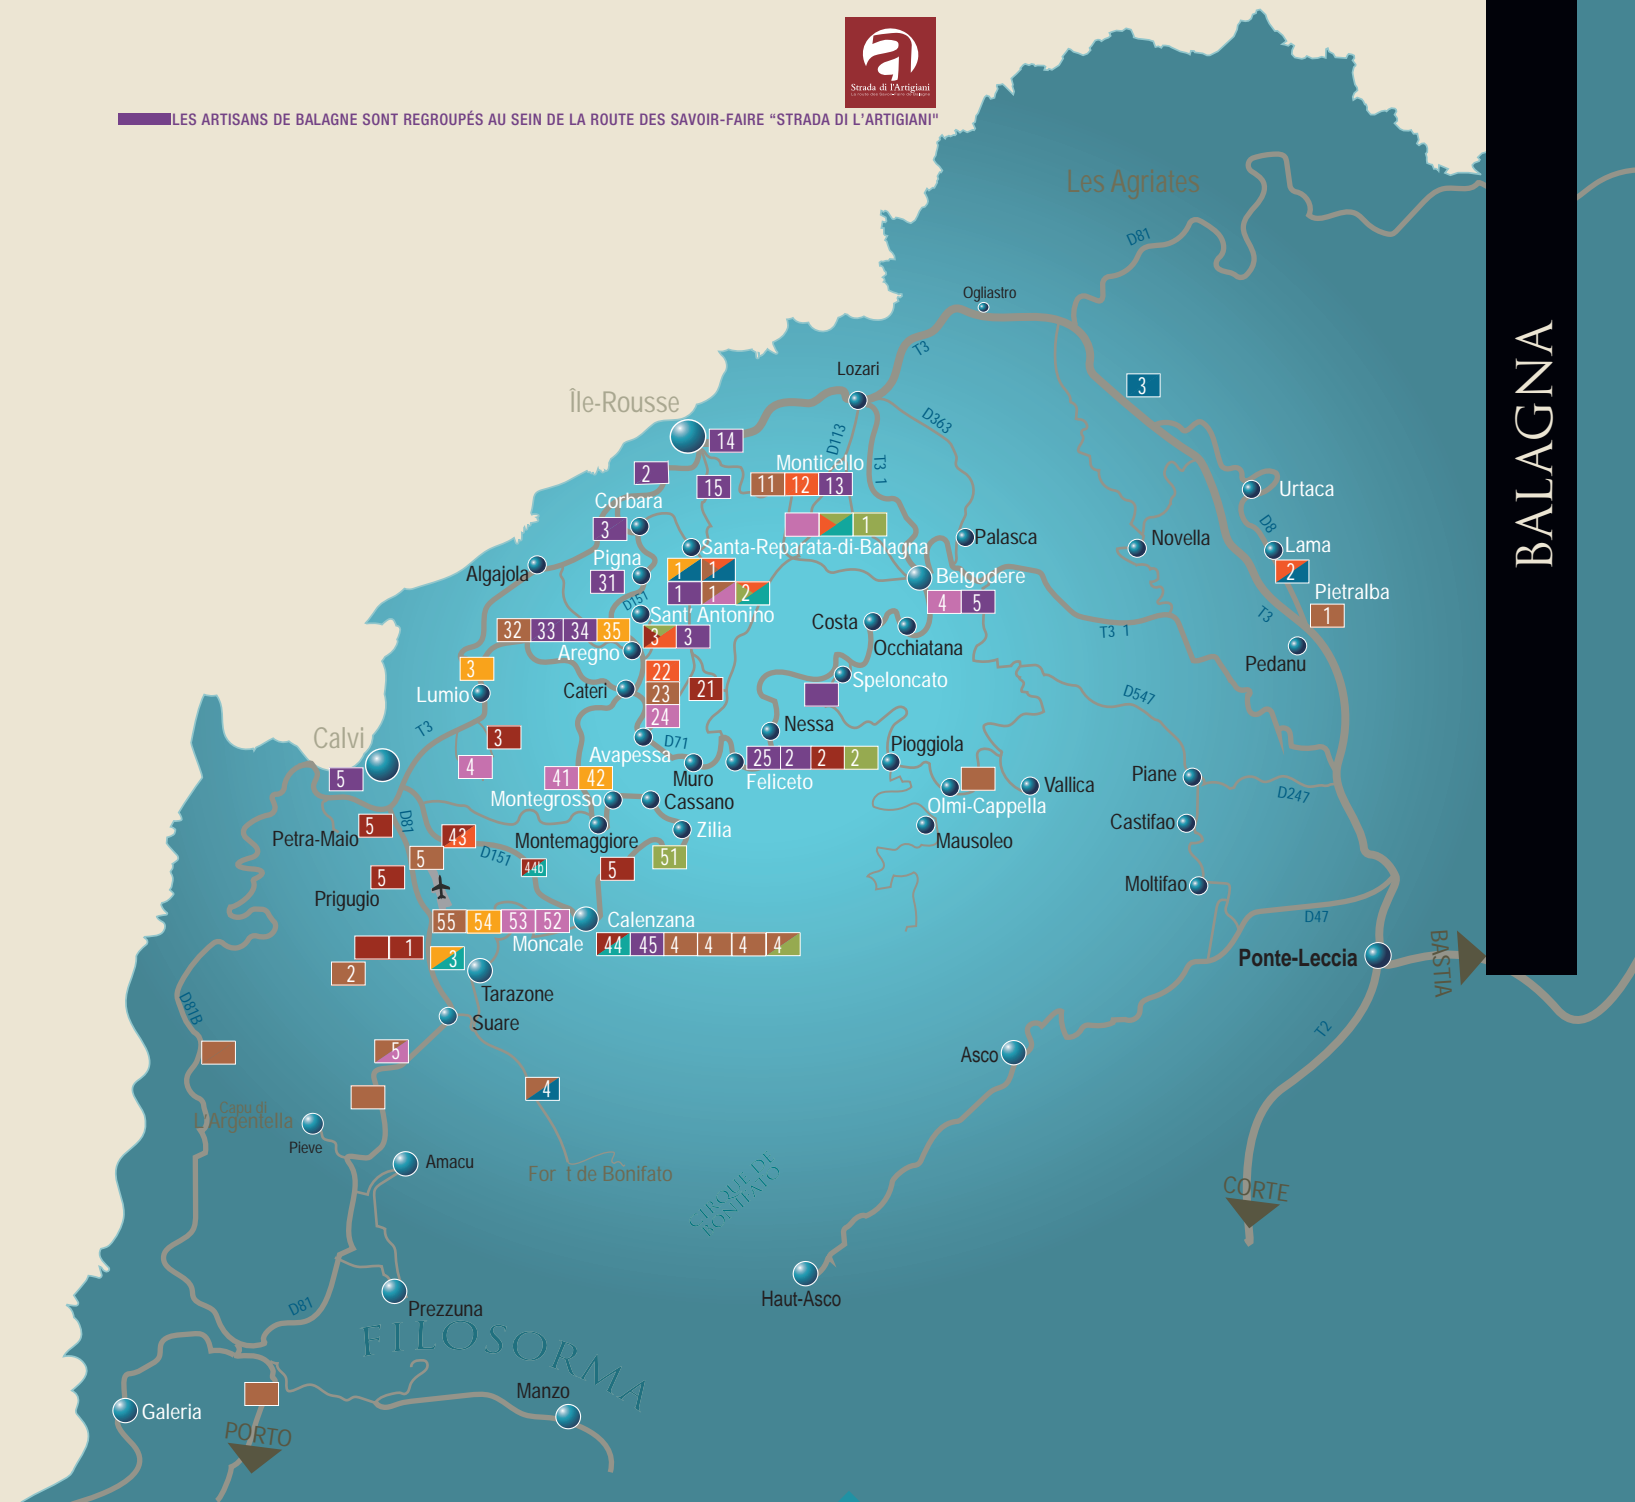 Strada di l'Artigiani
LES ARTISANS DE BALAGNE SONT REGROUPÉS AU SEIN DE LA ROUTE DES SAVOIR-FAIRE “STRADA DI L’ARTIGIANI"
BALAGNA
Les Agriates
D81
Ogliastro
T3
Lozari
Île-Rousse
3
D363
14
D113
T3 1
Monticello
2
15
11 12 13
Corbara
Urtaca
3
1
D8
Palasca
Novella
Santa-Reparata-di-Balagna
Lama
Pigna
Algajola
1 1
2
Belgodere
31
1 1 2
4 5
Pietralba
1
D151
Sant' Antonino
T3
Costa
32 33 34 35
3 3
T3 1
Occhiatana
Aregno
Pedanu
3
22
Speloncato
Cateri
23
21
Lumio
D547
24
Nessa
T3
Calvi
3
D71
Pioggiola
Avapessa
25 2 2 2
4
Muro
Feliceto
Piane
5
41 42
Vallica
D247
Montegrosso
Cassano
Olmi-Cappella
D81
5
Petra-Maio
43
Zilia
Castifao
Montemaggiore
Mausoleo
5
D151
44b
5
51
5
Moltifao
Prigugio
55 54 53 52
Calenzana
D47
Moncale
44 45 4 4 4 4
1
3
BASTIA
Ponte-Leccia
2
Tarazone
D81B
Suare
T2
5
Asco
4
Capu di
L'Argentella
Pieve
Amacu
For t de Bonifato
CIRQUE DI
BONIFATO
CORTE
Haut-Asco
D81
Prezzuna
FILOSORMA
Manzo
Galeria
PORTO